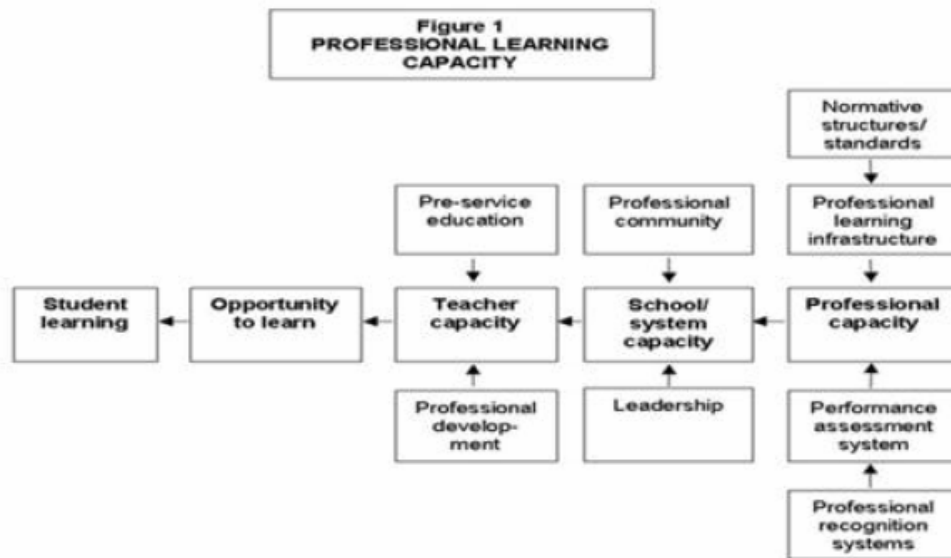 Figure 1
PROFESSIONAL LEARNING
CAPACITY
Normative
structures/
standards
Pre-service
education
Professional
community
Professional
learning
infrastructure
Student
learning
Opportunity
to learn
Teacher
capacity
School/
system
capacity
Professional
capacity
Professional
develop-
ment
Leadership
Performance
assessment
system
Professional
recognition
systems